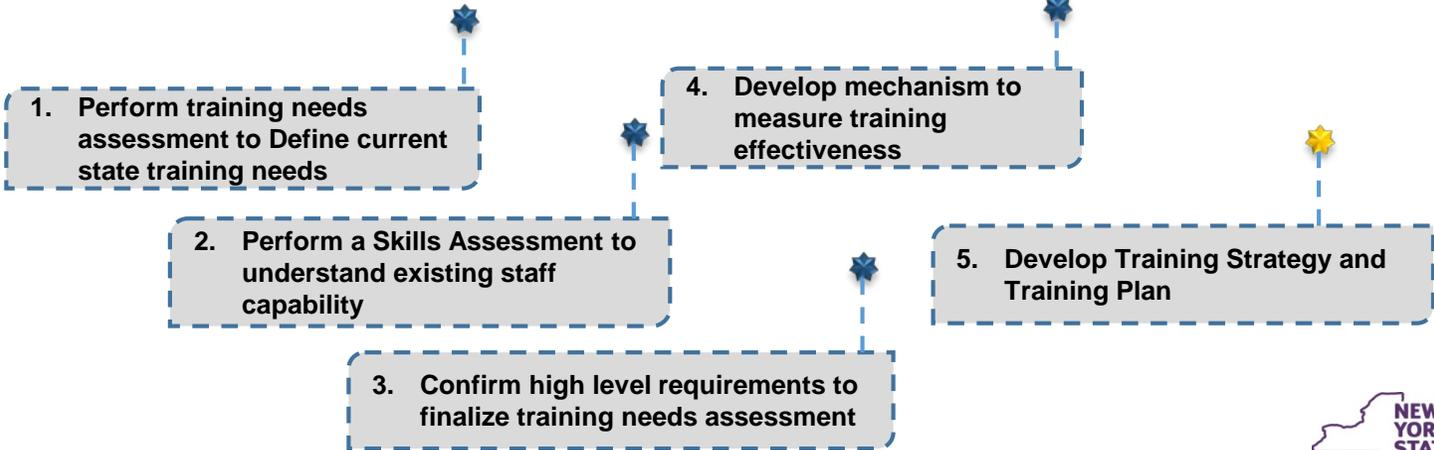 1. Perform training needs
assessment to Define current
state training needs
2. Perform a Skills Assessment to
understand existing staff
capability
3. Confirm high level requirements to
finalize training needs assessment
4. Develop mechanism to
measure training
effectiveness
5. Develop Training Strategy and
Training Plan